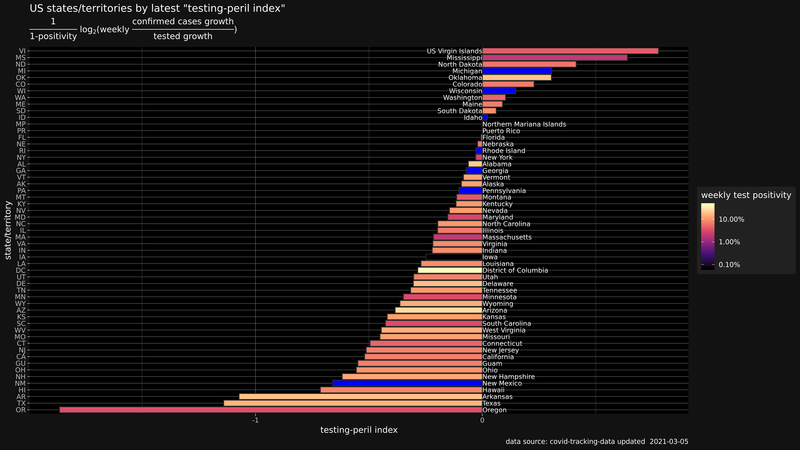 US states/territories by latest "testing-peril index"
1/1-positivity log2(weekly confirmed cases growth/tested growth)
VI US Virgin Islands
MS Mississippi
ND North Dakota
MI Michigan
OK Oklahoma
CO Colorado
WI Wisconsin
WA Washington
ME Maine
SD South Dakota
ID Idaho
MP Northern Mariana Islands
PR Puerto Rico
FL Florida
NE Nebraska
RI Rhode Island
NY New York
AL Alabama
GA Georgia
VT Vermont
AK Alaska
PA Pennsylvania
MT Montana
KY Kentucky
NV Nevada
MD Maryland
NC North Carolina
IL Illinois
MA Massachusetts
VA Virginia
IN Indiana
IA Iowa
LA Louisiana
DC District of Columbia
UT Utah
DE Delaware
TN Tennessee
MN Minnesota
WY Wyoming
AZ Arizona
KS Kansas
SC South Carolina
WV West Virginia
MO Missouri
CT Connecticut
NJ New Jersey
CA California
GU Guam
OH Ohio
NH New Hampshire
NM New Mexico
HI Hawaii
AR Arkansas
TX Texas
OR Oregon
state/territory
-1 0
testing-peril index
weekly test positivity
10.00%
1.00%
0.10%
data source: covid-tracking-data updated 2021-03-05